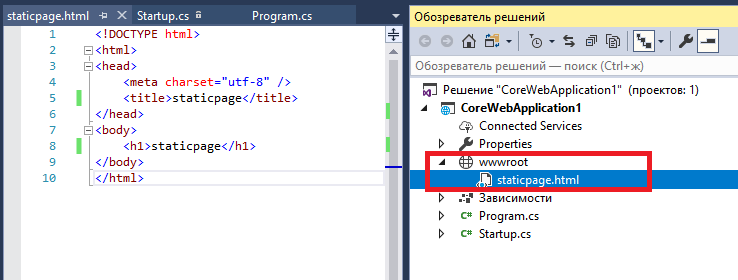 staticpage.html
Startup.cs
Program.cs
1 <!DOCTYPE html>
2 <html>
3 <head>
4 <meta charset="utf-8" />
5 <title>staticpage</title>
6 </head>
7 <body>
8 <h1>staticpage</h1>
9 </body>
10 </html>
Обозреватель решений
Обозреватель решений — поиск (Ctrl+ж)
Решение "CoreWebApplication1" (проектов: 1)
CoreWebApplication1
Connected Services
Properties
wwwroot
staticpage.html
Зависимости
C# Program.cs
C# Startup.cs